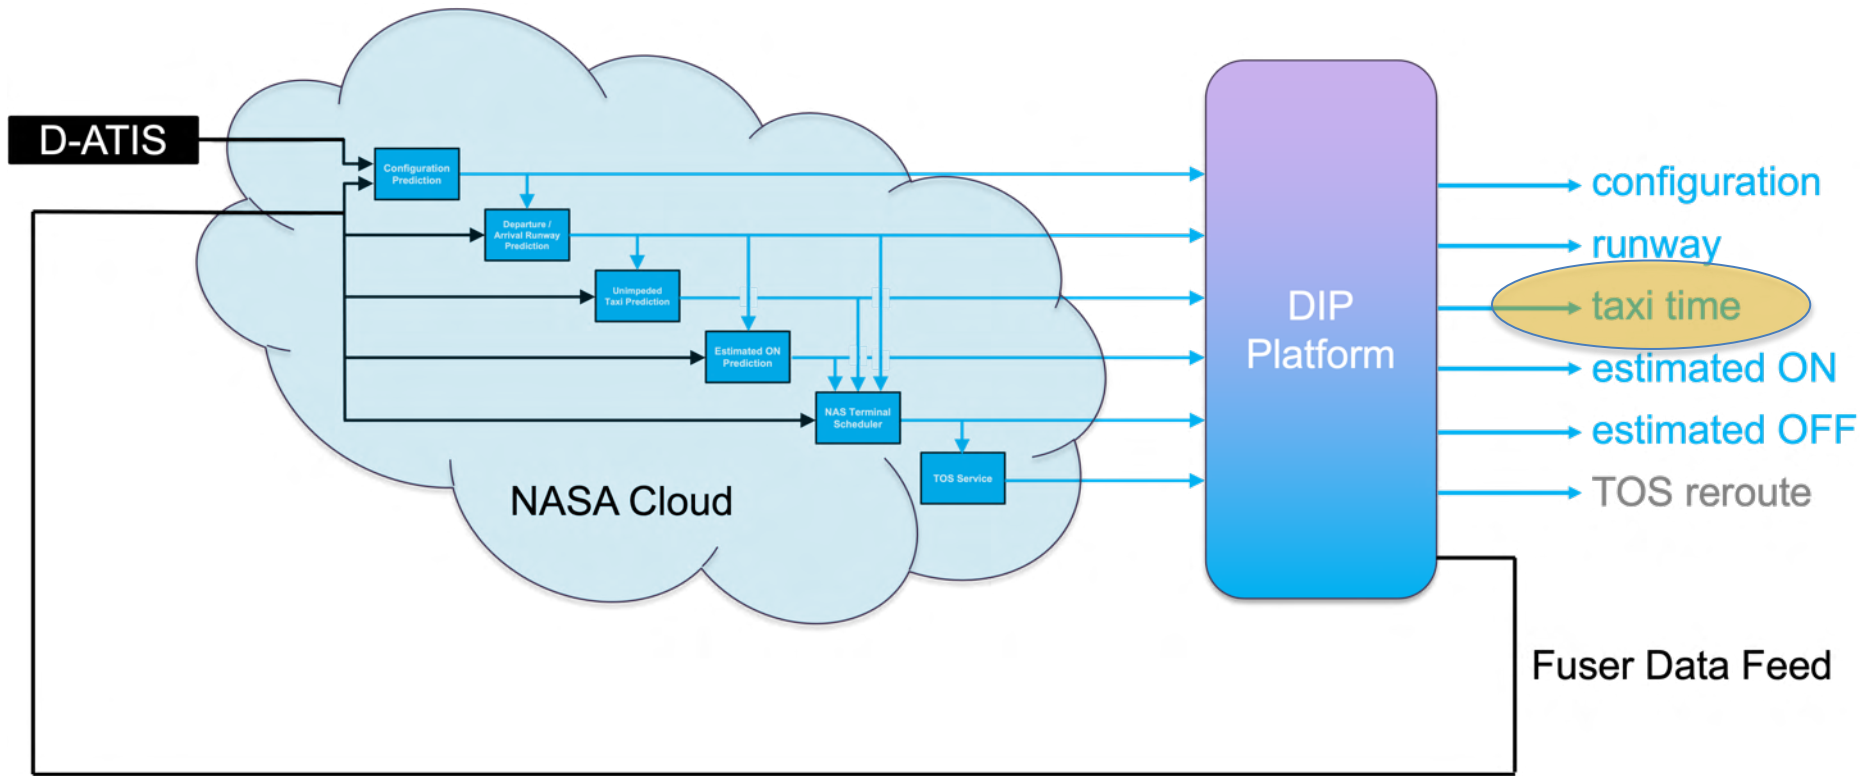 D-ATIS
Configuration
Prediction
Departure /
Arrival Runway
Prediction
Unimpeded
Taxi Prediction
Estimated ON
Prediction
NAS Terminal
Scheduler
TOS Service
NASA Cloud
DIP
Platform
configuration
runway
taxi time
estimated ON
estimated OFF
TOS reroute
Fuser Data Feed